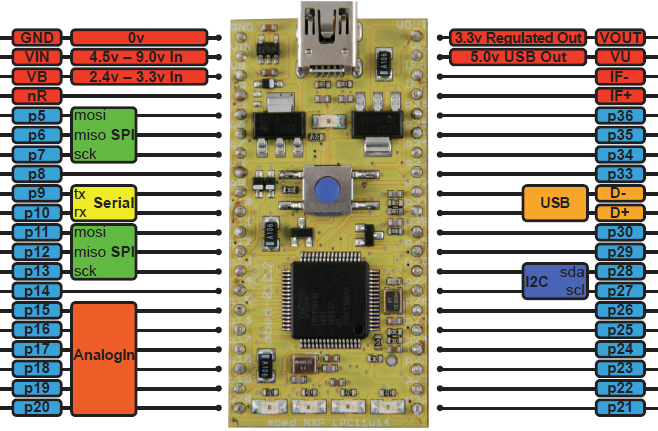 GND 0v
VIN 4.5v – 9.0v In
VB 2.4v – 3.3v In
nR
p5 mosi
p6 miso SPI
p7 sck
p8
p9 tx Serial
p10 rx
p11 mosi
p12 miso SPI
p13 sck
p14
p15
p16
p17 AnalogIn
p18
p19
p20
3.3v Regulated Out VOUT
5.0v USB Out VU
IF-
IF+
p36
p35
p34
p33
USB D-
D+
p30
p29
I2C sda p28
scl p27
p26
p25
p24
p23
p22
p21
A106
A106
mbed NXP LPC11U14